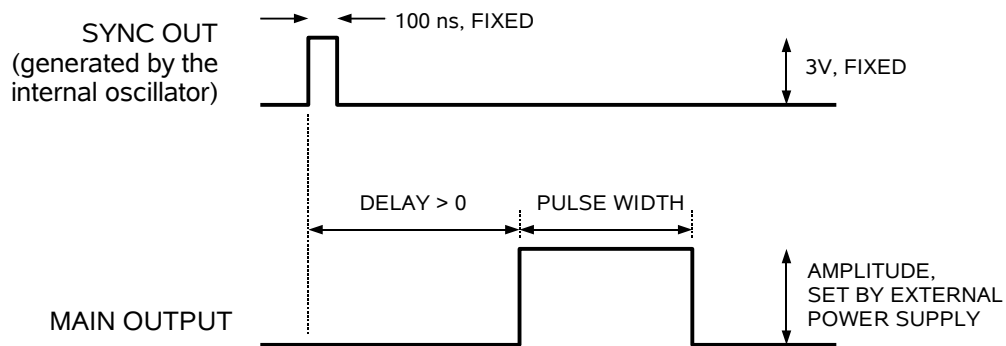 100 ns, FIXED
SYNC OUT
(generated by the
internal oscillator)
3V, FIXED
DELAY > 0
PULSE WIDTH
AMPLITUDE,
SET BY EXTERNAL
POWER SUPPLY
MAIN OUTPUT